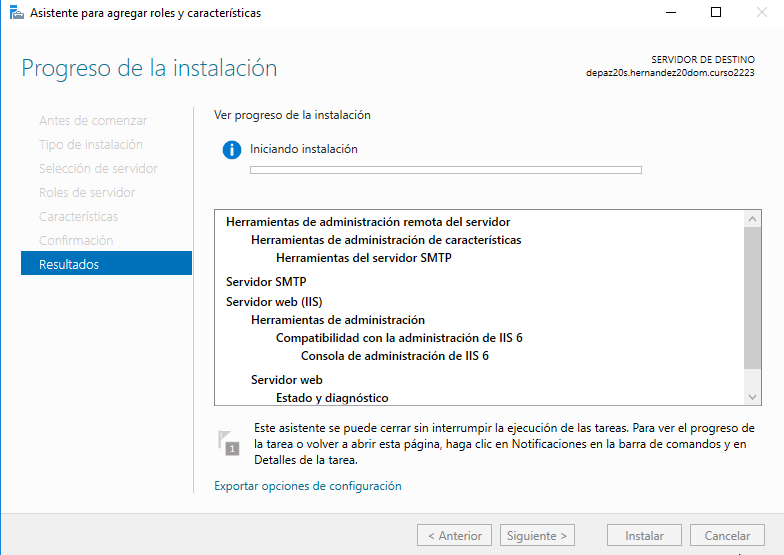 Asistente para agregar roles y características
Progreso de la instalación
SERVIDOR DE DESTINO
depaz20s.hernandez20dom.curso2223
Antes de comenzar
Tipo de instalación
Selección de servidor
Roles de servidor
Características
Confirmación
Resultados
Ver progreso de la instalación
Iniciando instalación
Herramientas de administración remota del servidor
Herramientas de administración de características
Herramientas del servidor SMTP
Servidor SMTP
Servidor web (IIS)
Herramientas de administración
Compatibilidad con la administración de IIS 6
Consola de administración de IIS 6
Servidor web
Estado y diagnóstico
1
Este asistente se puede cerrar sin interrumpir la ejecución de las tareas. Para ver el progreso de
la tarea o volver a abrir esta página, haga clic en Notificaciones en la barra de comandos y en
Detalles de la tarea.
Exportar opciones de configuración
< Anterior
Siguiente >
Instalar
Cancelar